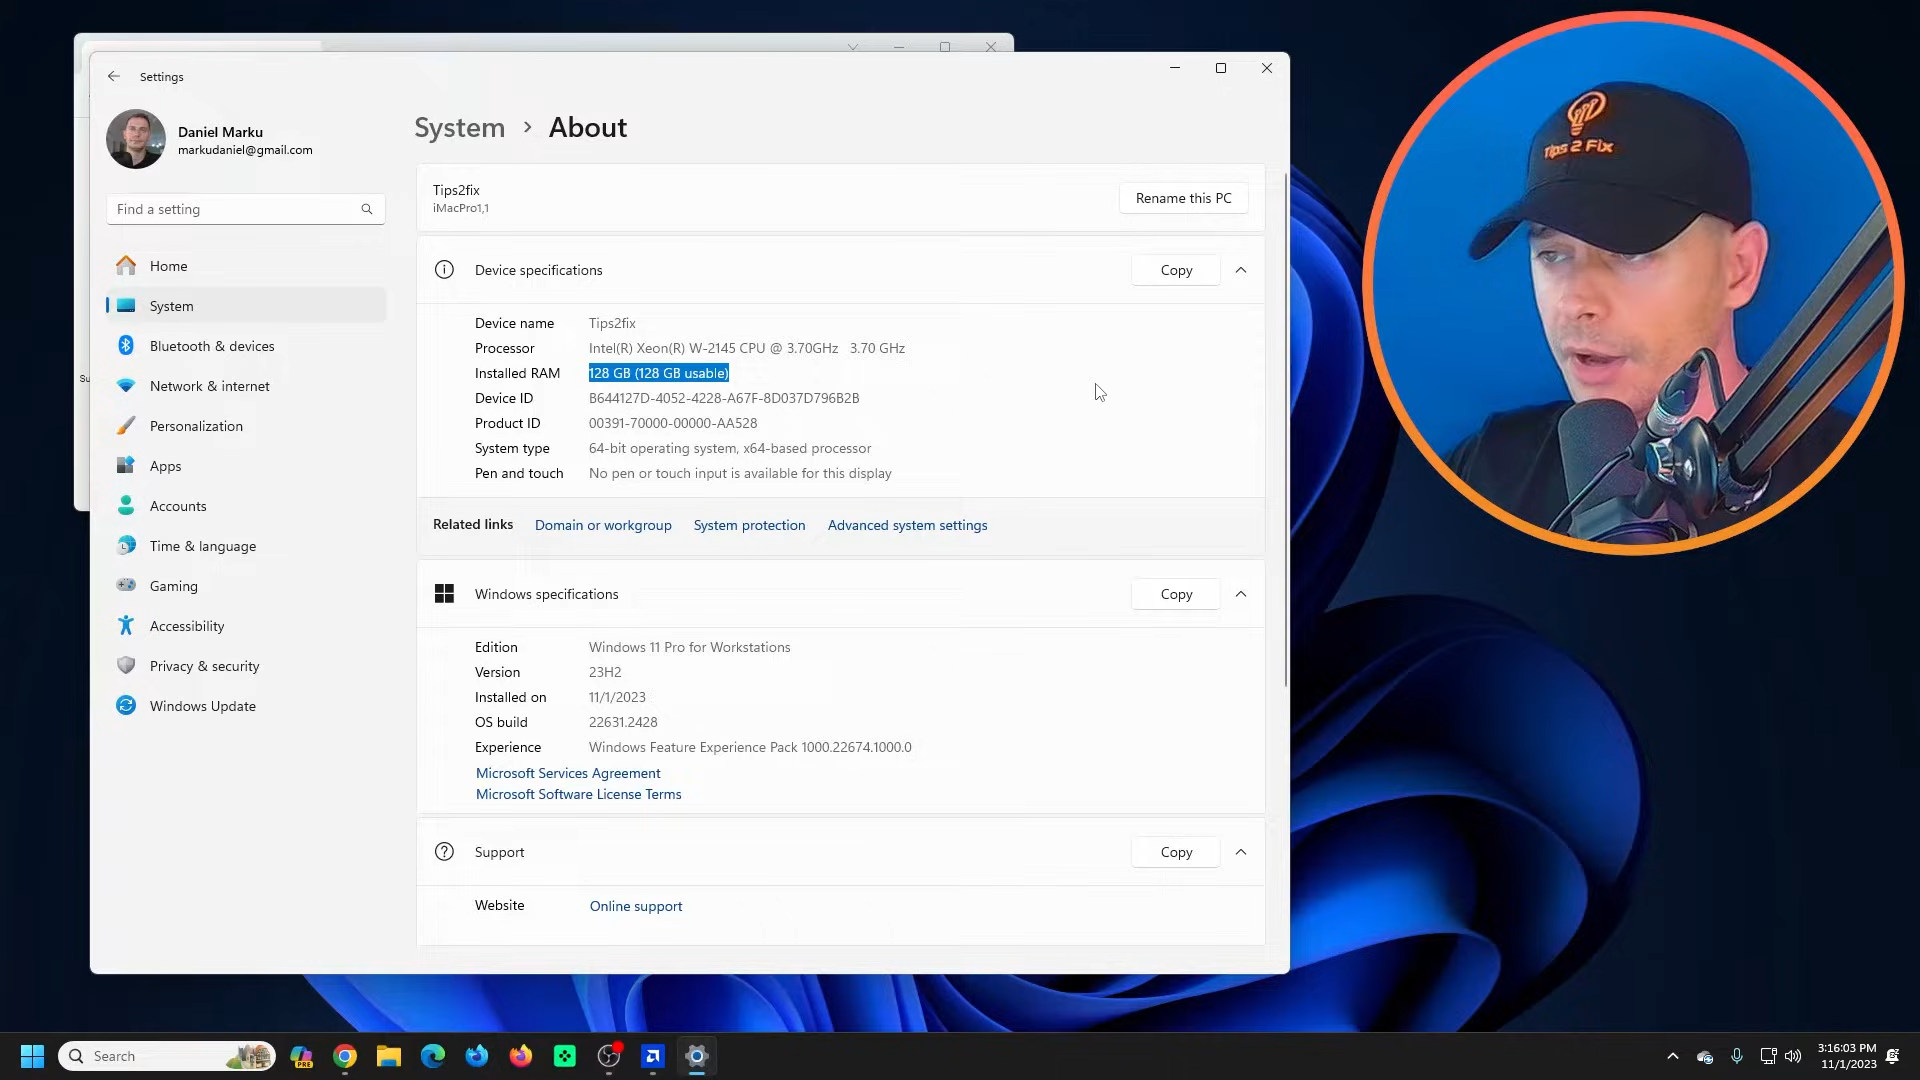 Settings
Daniel Marku
markudaniel@gmail.com
Find a setting
Home
System
Bluetooth & devices
Network & internet
Personalization
Apps
Accounts
Time & language
Gaming
Accessibility
Privacy & security
Windows Update
System › About
Tips2fix
iMacPro1,1
Rename this PC
Device specifications
Copy
Device name Tips2fix
Processor Intel(R) Xeon(R) W-2145 CPU @ 3.70GHz 3.70 GHz
Installed RAM 128 GB (128 GB usable)
Device ID B644127D-4052-4228-A67F-8D037D796B2B
Product ID 00391-70000-00000-AA528
System type 64-bit operating system, x64-based processor
Pen and touch No pen or touch input is available for this display
Related links Domain or workgroup System protection Advanced system settings
Windows specifications
Copy
Edition Windows 11 Pro for Workstations
Version 23H2
Installed on 11/1/2023
OS build 22631.2428
Experience Windows Feature Experience Pack 1000.22674.1000.0
Microsoft Services Agreement
Microsoft Software License Terms
Support
Copy
Website Online support
Su
Tips 2 Fix
Search
PRE
3:16:03 PM
11/1/2023